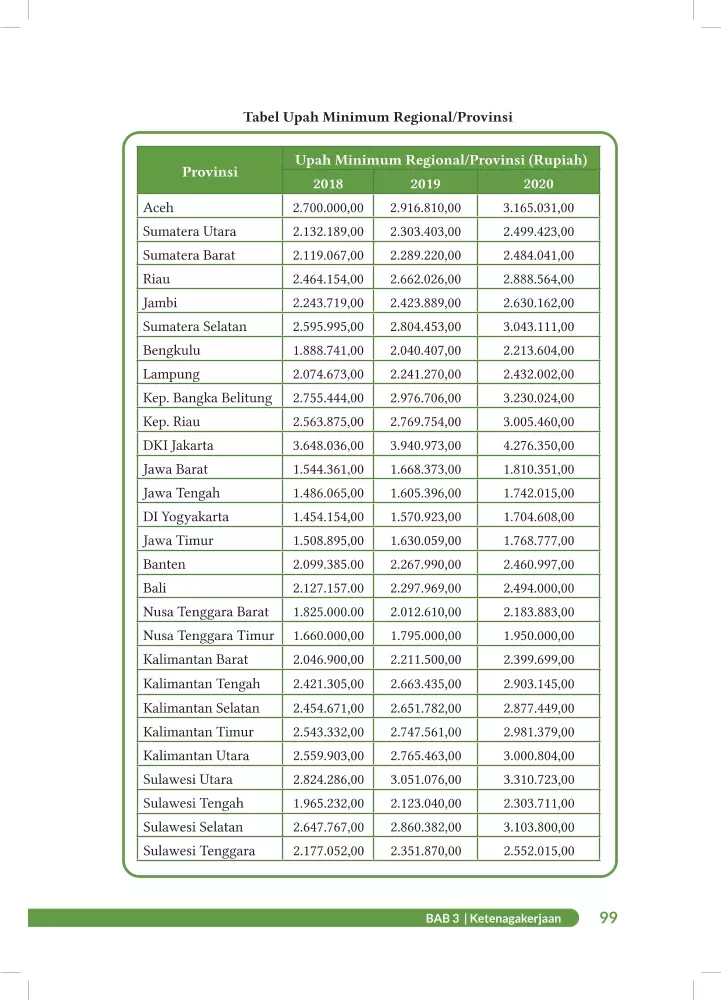 Tabel Upah Minimum Regional/Provinsi
Provinsi
Upah Minimum Regional/Provinsi (Rupiah)
2018 2019 2020
Aceh 2.700.000,00 2.916.810,00 3.165.031,00
Sumatera Utara 2.132.189,00 2.303.403,00 2.499.423,00
Sumatera Barat 2.119.067,00 2.289.220,00 2.484.041,00
Riau 2.464.154,00 2.662.026,00 2.888.564,00
Jambi 2.243.719,00 2.423.889,00 2.630.162,00
Sumatera Selatan 2.595.995,00 2.804.453,00 3.043.111,00
Bengkulu 1.888.741,00 2.040.407,00 2.213.604,00
Lampung 2.074.673,00 2.241.270,00 2.432.002,00
Kep. Bangka Belitung 2.755.444,00 2.976.706,00 3.230.024,00
Kep. Riau 2.563.875,00 2.769.754,00 3.005.460,00
DKI Jakarta 3.648.036,00 3.940.973,00 4.276.350,00
Jawa Barat 1.544.361,00 1.668.373,00 1.810.351,00
Jawa Tengah 1.486.065,00 1.605.396,00 1.742.015,00
DI Yogyakarta 1.454.154,00 1.570.923,00 1.704.608,00
Jawa Timur 1.508.895,00 1.630.059,00 1.768.777,00
Banten 2.099.385.00 2.267.990,00 2.460.997,00
Bali 2.127.157.00 2.297.969,00 2.494.000,00
Nusa Tenggara Barat 1.825.000.00 2.012.610,00 2.183.883,00
Nusa Tenggara Timur 1.660.000,00 1.795.000,00 1.950.000,00
Kalimantan Barat 2.046.900,00 2.211.500,00 2.399.699,00
Kalimantan Tengah 2.421.305,00 2.663.435,00 2.903.145,00
Kalimantan Selatan 2.454.671,00 2.651.782,00 2.877.449,00
Kalimantan Timur 2.543.332,00 2.747.561,00 2.981.379,00
Kalimantan Utara 2.559.903,00 2.765.463,00 3.000.804,00
Sulawesi Utara 2.824.286,00 3.051.076,00 3.310.723,00
Sulawesi Tengah 1.965.232,00 2.123.040,00 2.303.711,00
Sulawesi Selatan 2.647.767,00 2.860.382,00 3.103.800,00
Sulawesi Tenggara 2.177.052,00 2.351.870,00 2.552.015,00
BAB 3 | Ketenagakerjaan 99